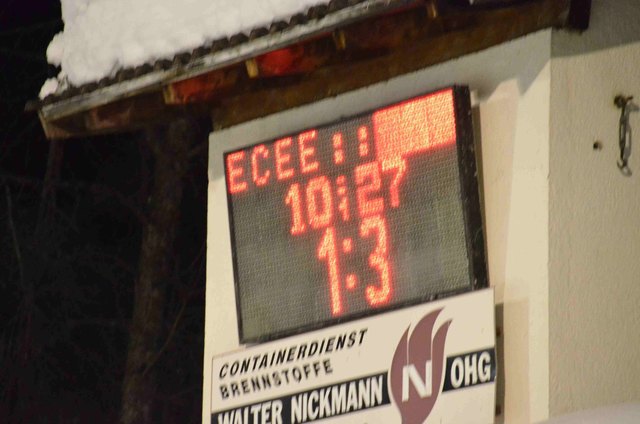 ECEE ::
10:27
1:3
CONTAINERDIENST
BRENNSTOFFE
WALTER NICKMANN N OHG